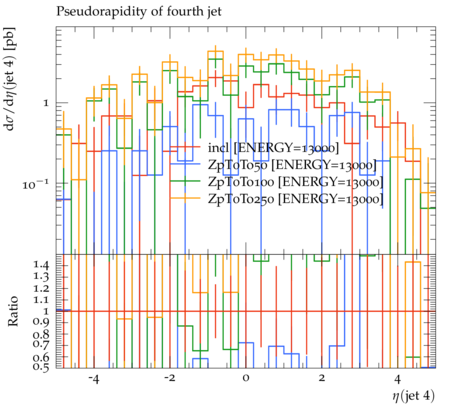 Pseudorapidity of fourth jet
dσ/dη(jet 4) [pb]
1
10⁻¹
incl [ENERGY=13000]
ZpToTo50 [ENERGY=13000]
ZpToTo100 [ENERGY=13000]
ZpToTo250 [ENERGY=13000]
Ratio
1.4
1.3
1.2
1.1
1
0.9
0.8
0.7
0.6
0.5
-4 -2 0 2 4
η(jet 4)